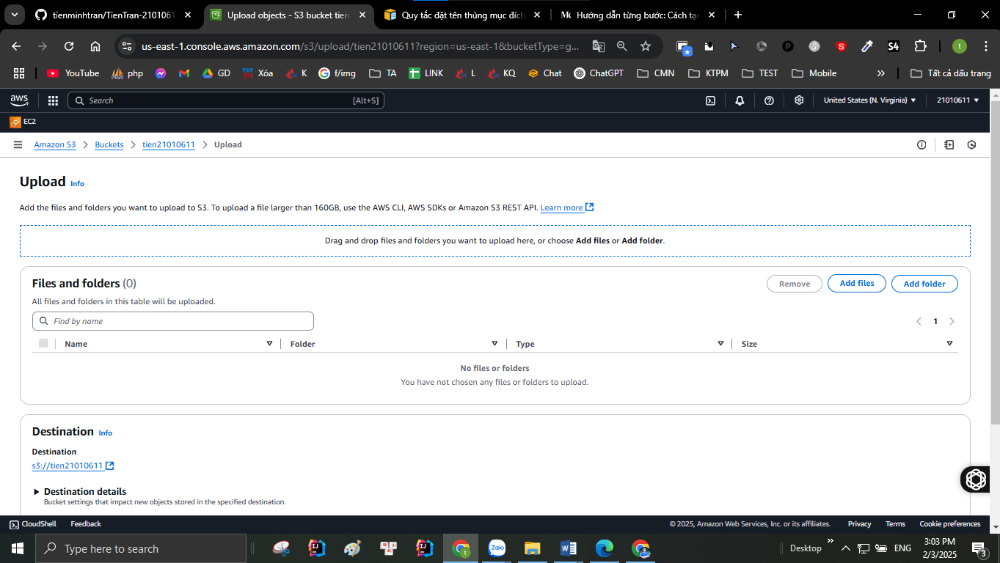 tienminhtran/TienTran-2101061
Upload objects - S3 bucket tien
Quy tắc đặt tên thùng mục đích
Hướng dẫn từng bước: Cách tạo
us-east-1.console.aws.amazon.com/s3/upload/tien21010611?region=us-east-1&bucketType=g...
YouTube php GD Xóa K f/img TA LINK L KQ Chat ChatGPT CMN KTPM TEST Mobile » Tất cả dấu trang
aws Search [Alt+S] United States (N. Virginia) 21010611
EC2
Amazon S3 Buckets tien21010611 Upload
Upload Info
Add the files and folders you want to upload to S3. To upload a file larger than 160GB, use the AWS CLI, AWS SDKs or Amazon S3 REST API. Learn more
Drag and drop files and folders you want to upload here, or choose Add files or Add folder.
Files and folders (0) Remove Add files Add folder
All files and folders in this table will be uploaded.
Find by name 1
Name Folder Type Size
No files or folders
You have not chosen any files or folders to upload.
Destination Info
Destination
s3://tien21010611
Destination details
Bucket settings that impact new objects stored in the specified destination.
CloudShell Feedback © 2025, Amazon Web Services, Inc. or its affiliates. Privacy Terms Cookie preferences
Type here to search Zalo Desktop » ENG 3:03 PM
2/3/2025 3